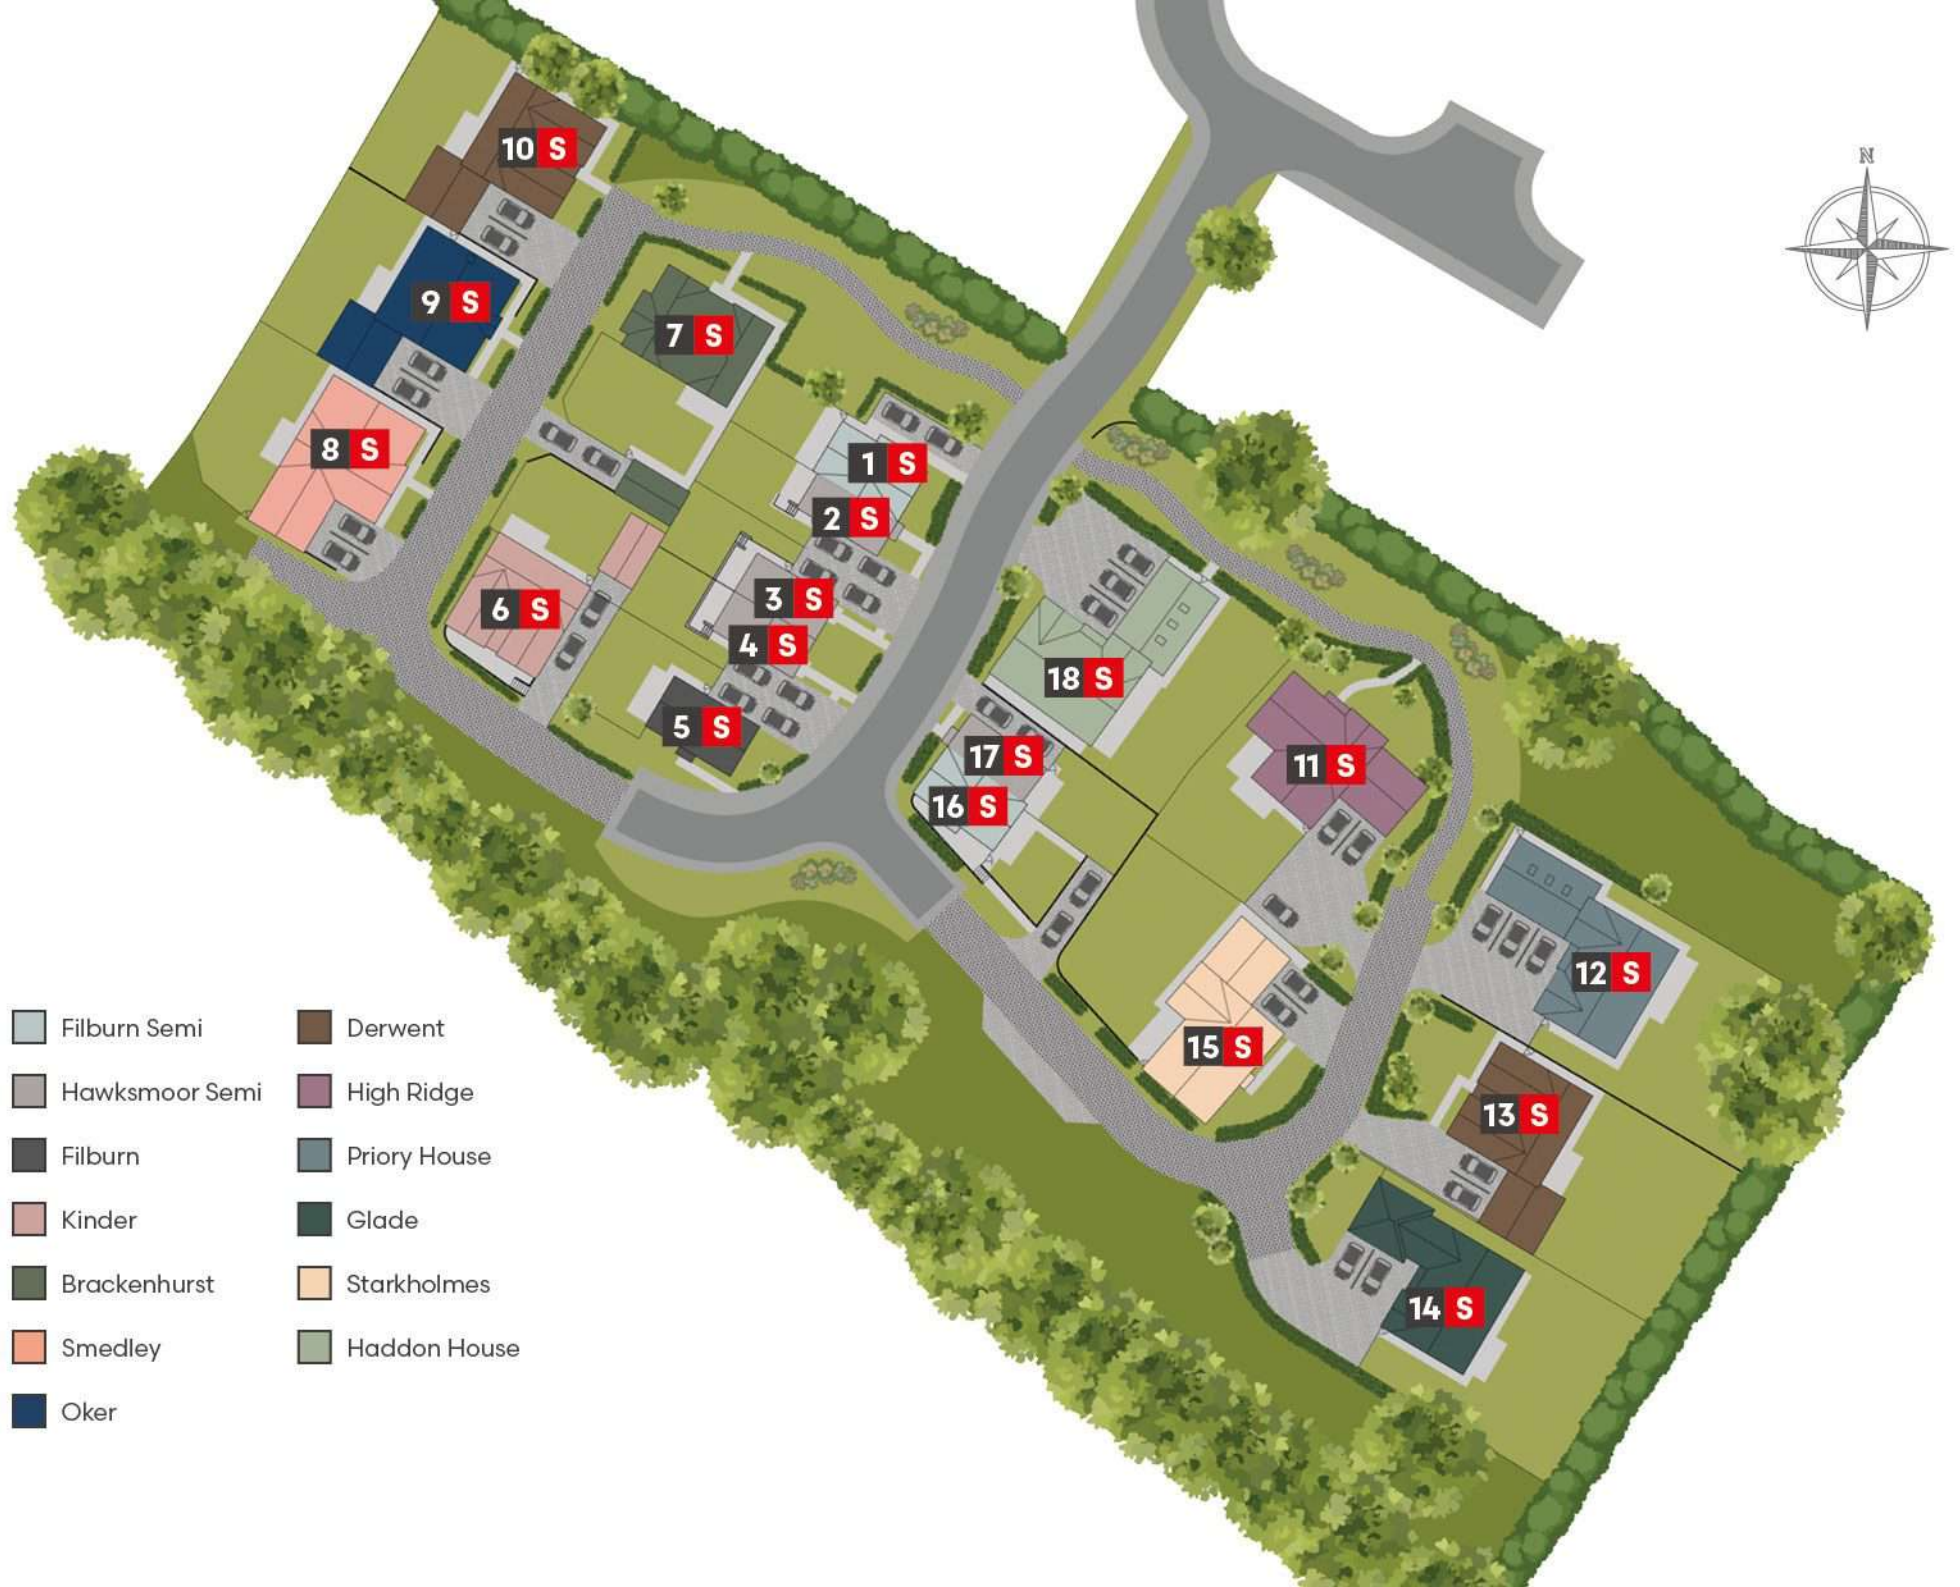 N
10 S
9 S
7 S
8 S
1 S
2 S
3 S
6 S
4 S
18 S
5 S
17 S
11 S
16 S
12 S
15 S
13 S
14 S
Filburn Semi
Hawksmoor Semi
Filburn
Kinder
Brackenhurst
Smedley
Oker
Derwent
High Ridge
Priory House
Glade
Starkholmes
Haddon House